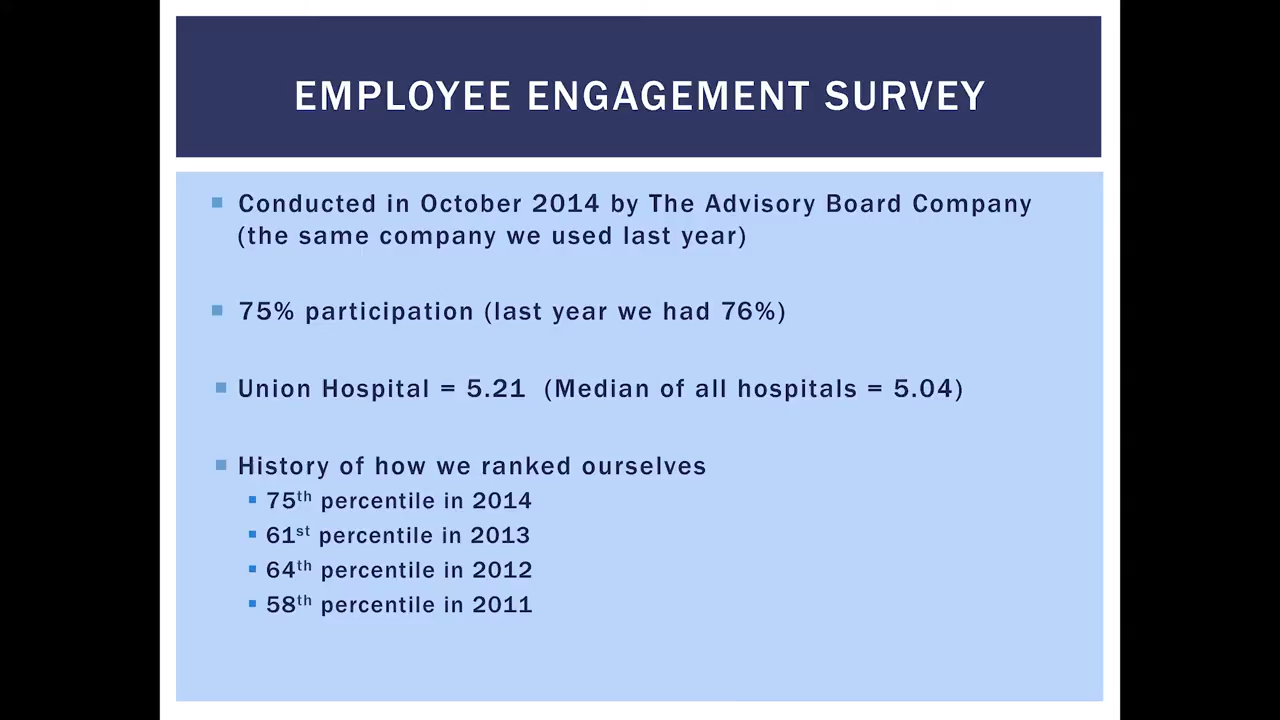 EMPLOYEE ENGAGEMENT SURVEY
Conducted in October 2014 by The Advisory Board Company
(the same company we used last year)
75% participation (last year we had 76%)
Union Hospital = 5.21 (Median of all hospitals = 5.04)
History of how we ranked ourselves
75th percentile in 2014
61st percentile in 2013
64th percentile in 2012
58th percentile in 2011